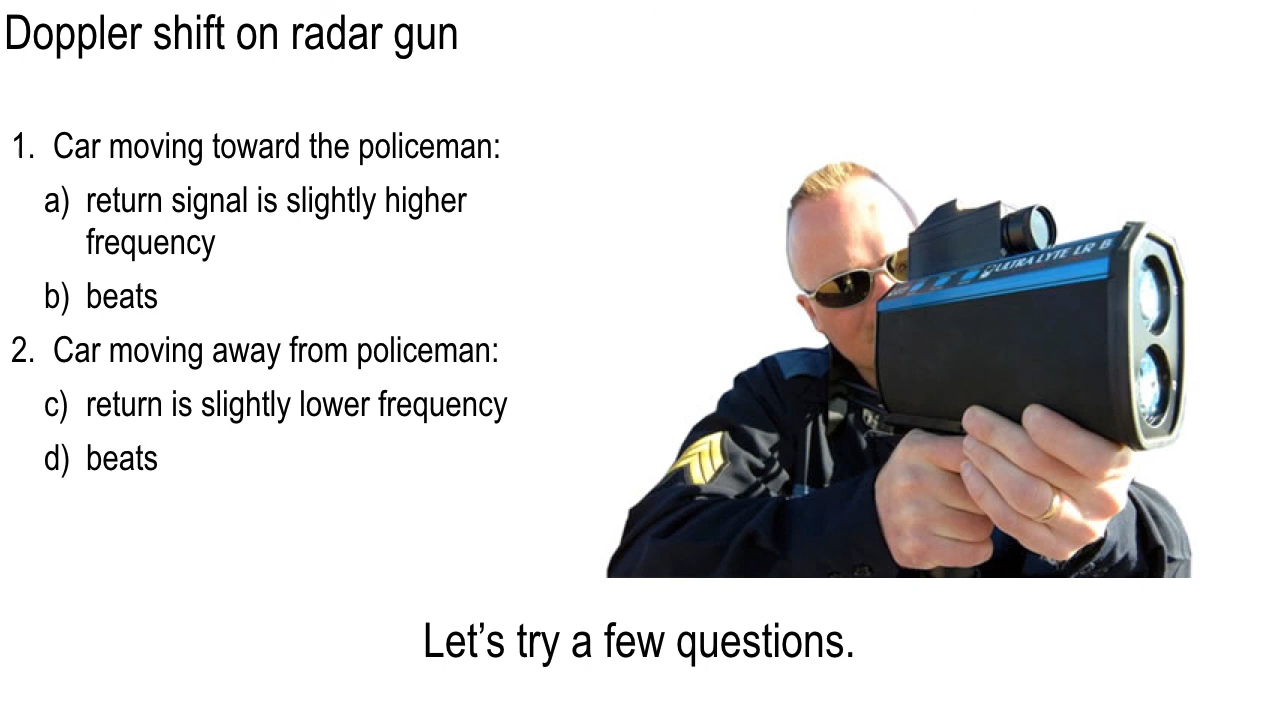 Doppler shift on radar gun
1. Car moving toward the policeman:
a) return signal is slightly higher
frequency
b) beats
2. Car moving away from policeman:
c) return is slightly lower frequency
d) beats
ULTRA LYTE LR B
Let’s try a few questions.